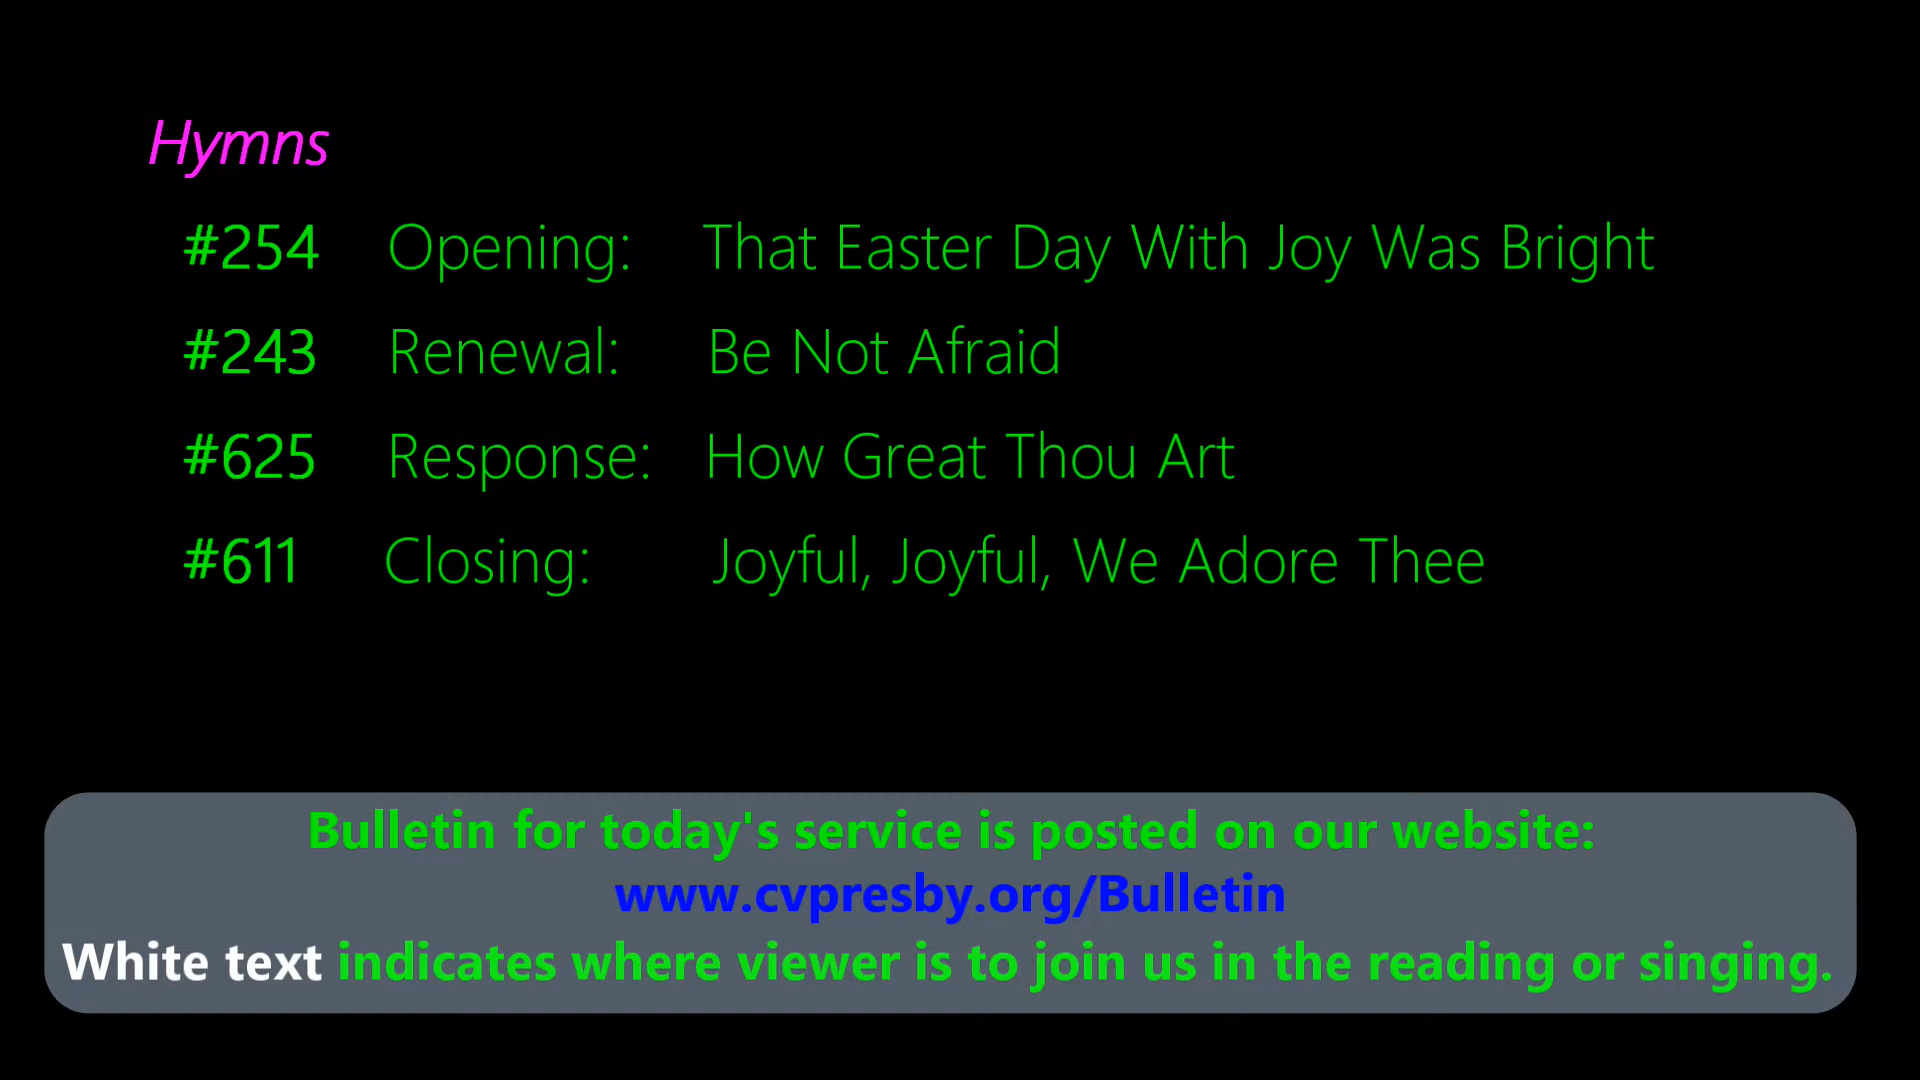 Hymns
#254 Opening: That Easter Day With Joy Was Bright
#243 Renewal: Be Not Afraid
#625 Response: How Great Thou Art
#611 Closing: Joyful, Joyful, We Adore Thee
Bulletin for today's service is posted on our website:
www.cvpresby.org/Bulletin
White text indicates where viewer is to join us in the reading or singing.